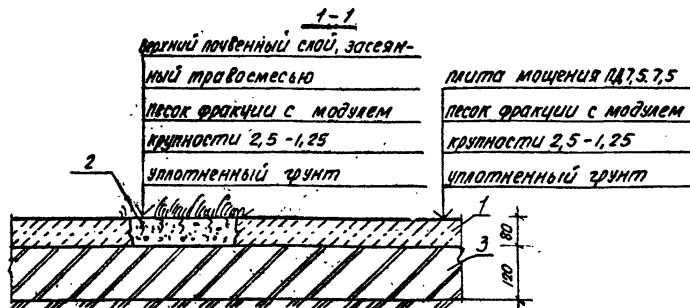 1-1
Верхний почвенный слой, засеян-
ный травосмесью
песок фракции с модулем
крупности 2,5-1,25
уплотненный грунт
плита мощения ПД7,5.7,5
песок фракции с модулем
крупности 2,5-1,25
уплотненный грунт
2
1
3
80
120